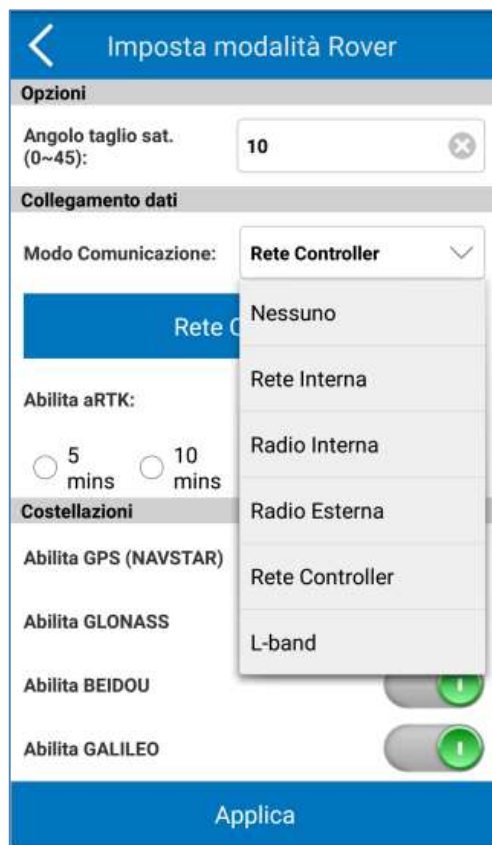 Imposta modalità Rover
Opzioni
Angolo taglio sat.
(0~45):
10
Collegamento dati
Modo Comunicazione:
Rete Controller
Nessuno
Rete Interna
Radio Interna
Radio Esterna
Rete Controller
L-band
Rete
Abilita aRTK:
5
mins
10
mins
Costellazioni
Abilita GPS (NAVSTAR)
Abilita GLONASS
Abilita BEIDOU
Abilita GALILEO
Applica